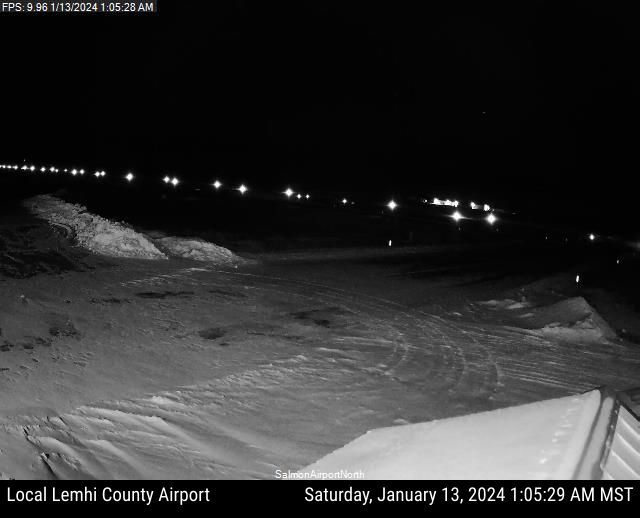 FPS: 9.96 1/13/2024 1:05:28 AM
SalmonAirportNorth
Local Lemhi County Airport Saturday, January 13, 2024 1:05:29 AM MST